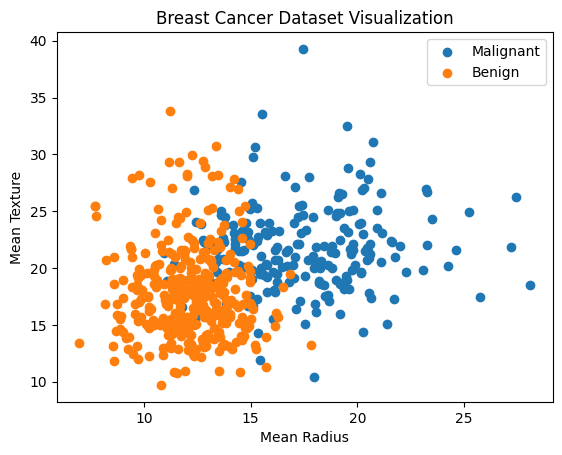 Breast Cancer Dataset Visualization
Malignant
Benign
Mean Texture
40
35
30
25
20
15
10
10 15 20 25
Mean Radius